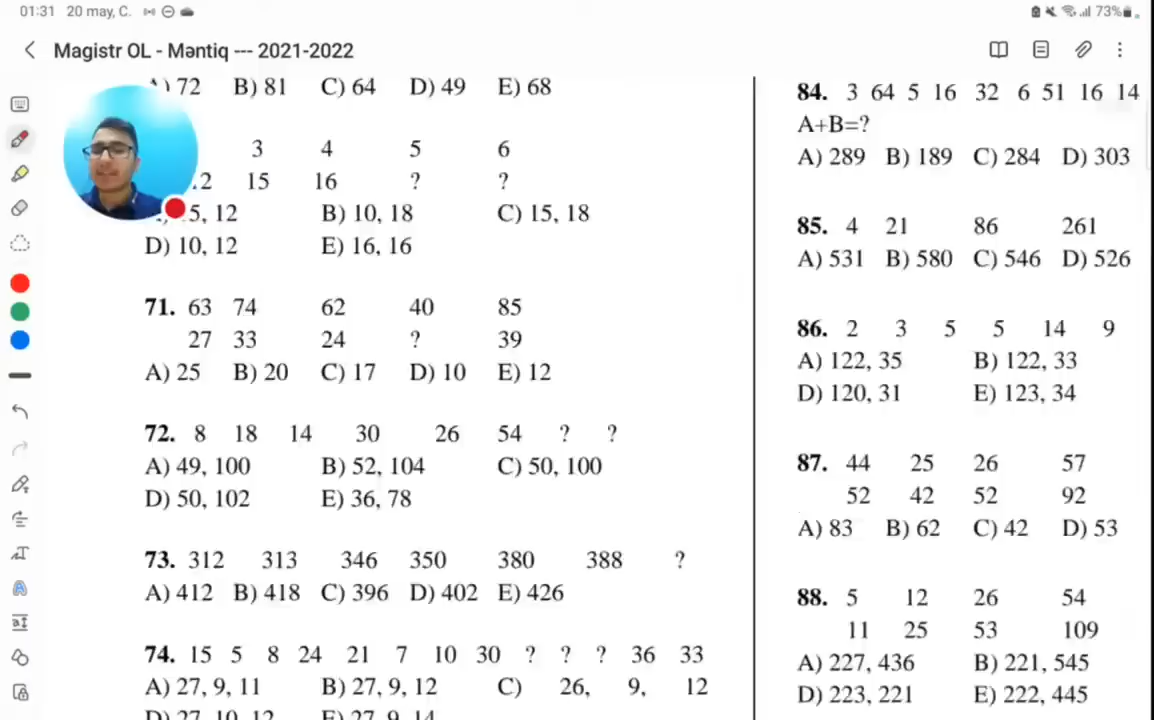 01:31 20 may, C.
73%
Magistr OL - Məntiq --- 2021-2022
72 B) 81 C) 64 D) 49 E) 68
3 4 5 6
2 15 16 ? ?
5, 12 B) 10, 18 C) 15, 18
D) 10, 12 E) 16, 16
71. 63 74 62 40 85
27 33 24 ? 39
A) 25 B) 20 C) 17 D) 10 E) 12
72. 8 18 14 30 26 54 ? ?
A) 49, 100 B) 52, 104 C) 50, 100
D) 50, 102 E) 36, 78
73. 312 313 346 350 380 388 ?
A) 412 B) 418 C) 396 D) 402 E) 426
74. 15 5 8 24 21 7 10 30 ? ? ? 36 33
A) 27, 9, 11 B) 27, 9, 12 C) 26, 9, 12
D) 27, 10, 12 E) 27, 9, 14
84. 3 64 5 16 32 6 51 16 14
A+B=?
A) 289 B) 189 C) 284 D) 303
85. 4 21 86 261
A) 531 B) 580 C) 546 D) 526
86. 2 3 5 5 14 9
A) 122, 35 B) 122, 33
D) 120, 31 E) 123, 34
87. 44 25 26 57
52 42 52 92
A) 83 B) 62 C) 42 D) 53
88. 5 12 26 54
11 25 53 109
A) 227, 436 B) 221, 545
D) 223, 221 E) 222, 445